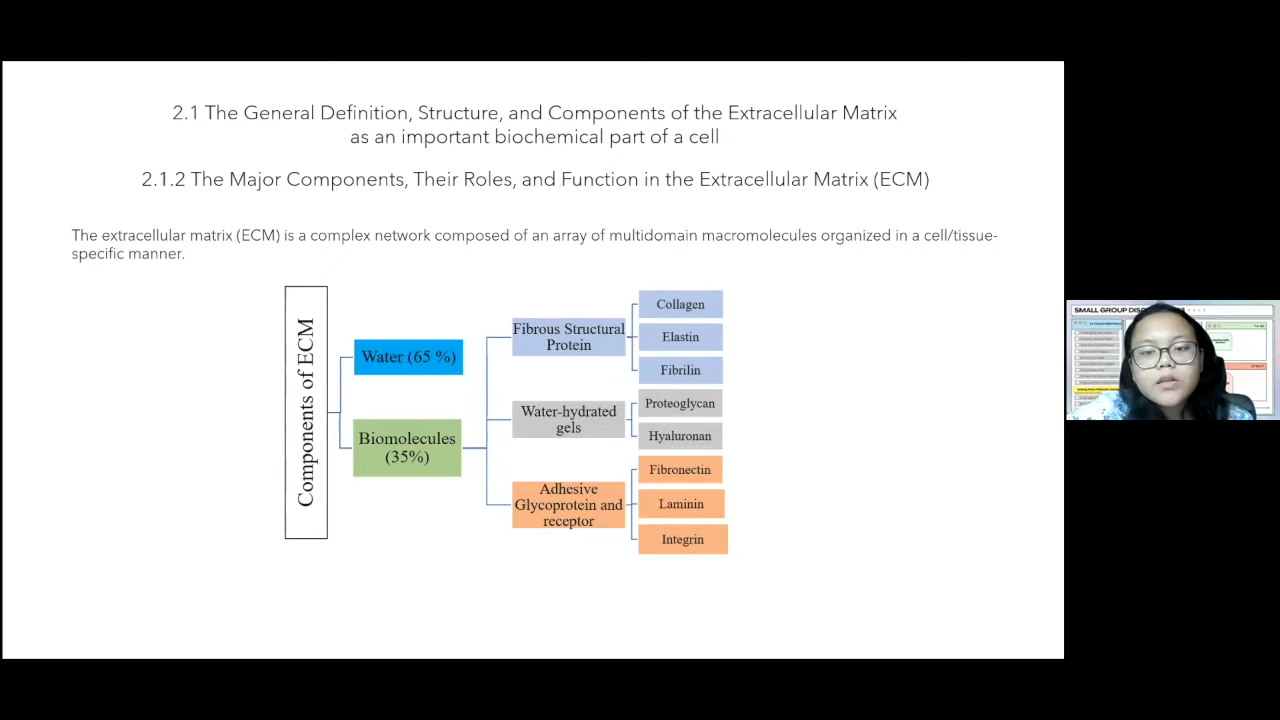 2.1 The General Definition, Structure, and Components of the Extracellular Matrix
as an important biochemical part of a cell
2.1.2 The Major Components, Their Roles, and Function in the Extracellular Matrix (ECM)
The extracellular matrix (ECM) is a complex network composed of an array of multidomain macromolecules organized in a cell/tissue-
specific manner.
Components of ECM
Water (65 %)
Biomolecules
(35%)
Fibrous Structural
Protein
Collagen
Elastin
Fibrilin
Water-hydrated
gels
Proteoglycan
Hyaluronan
Adhesive
Glycoprotein and
receptor
Fibronectin
Laminin
Integrin
SMALL GROUP